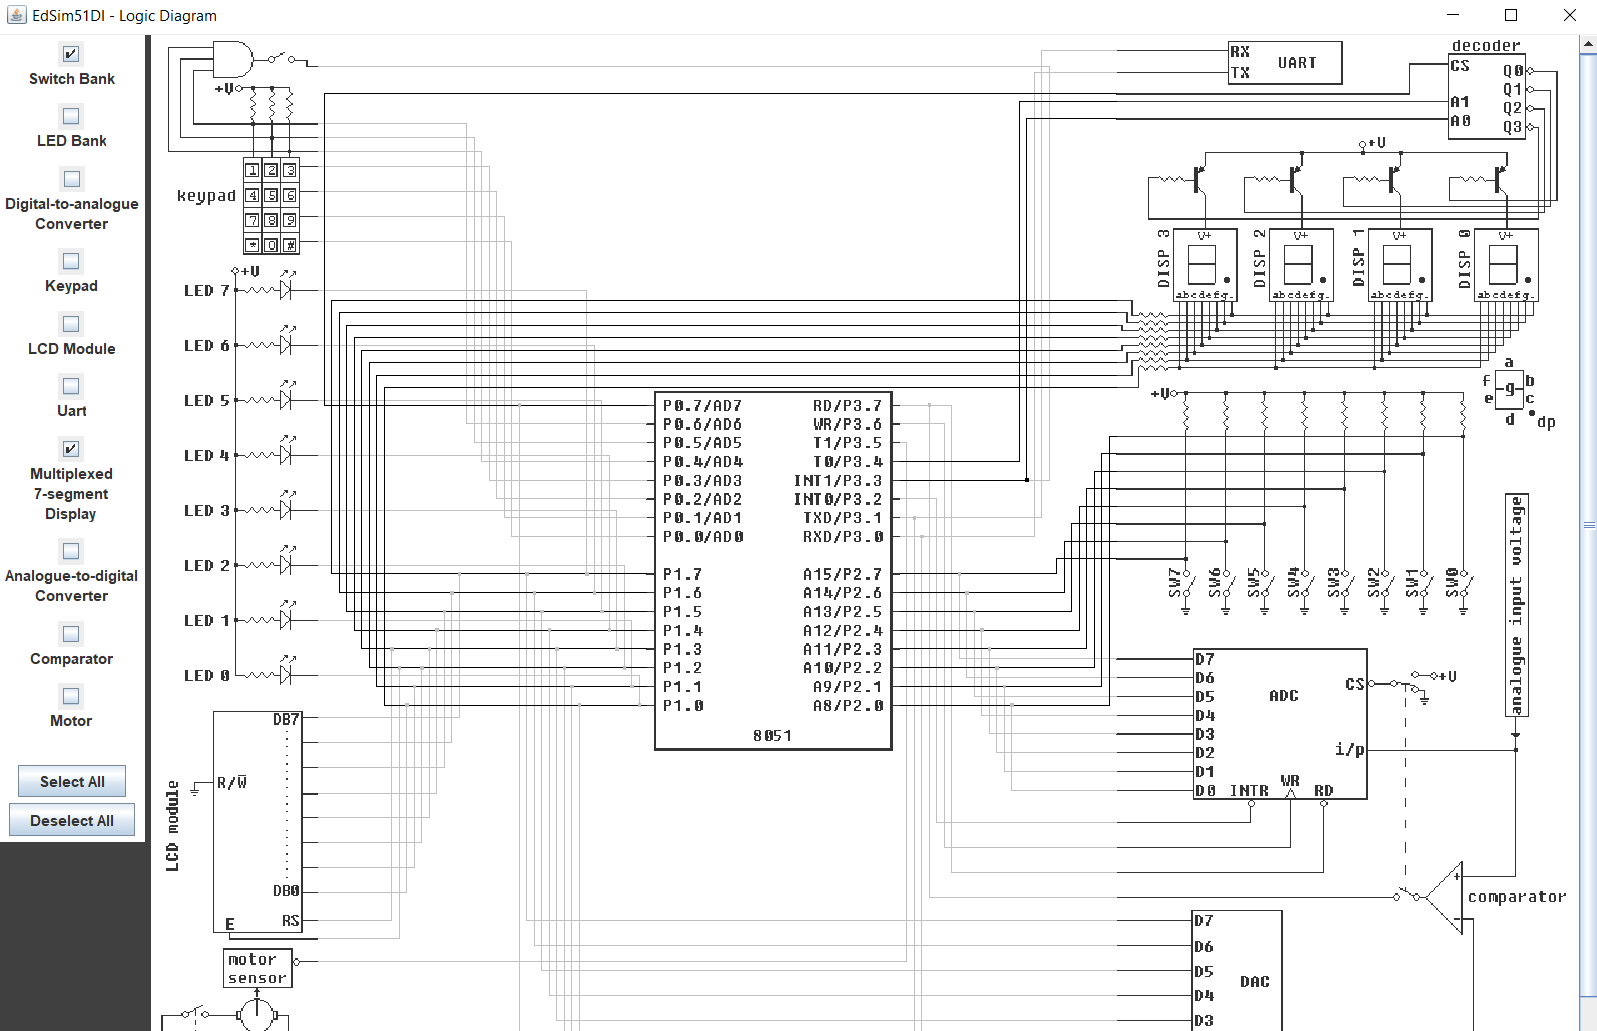 EdSim51DI - Logic Diagram
Switch Bank
LED Bank
Digital-to-analogue
Converter
Keypad
LCD Module
Uart
Multiplexed
7-segment
Display
Analogue-to-digital
Converter
Comparator
Motor
Select All
Deselect All
+V
keypad
1 2 3
4 5 6
7 8 9
* 0 #
+V
LED 7
LED 6
LED 5
LED 4
LED 3
LED 2
LED 1
LED 0
LCD module
DB7
R/W̅
DB0
RS
E
motor
sensor
P0.7/AD7 RD/P3.7
P0.6/AD6 WR/P3.6
P0.5/AD5 T1/P3.5
P0.4/AD4 T0/P3.4
P0.3/AD3 INT1/P3.3
P0.2/AD2 INT0/P3.2
P0.1/AD1 TXD/P3.1
P0.0/AD0 RXD/P3.0
P1.7 A15/P2.7
P1.6 A14/P2.6
P1.5 A13/P2.5
P1.4 A12/P2.4
P1.3 A11/P2.3
P1.2 A10/P2.2
P1.1 A9/P2.1
P1.0 A8/P2.0
8051
RX
TX
UART
decoder
CS Q0
Q1
A1 Q2
A0 Q3
+V
DISP 3 V+ abcdefg.
DISP 2 V+ abcdefg.
DISP 1 V+ abcdefg.
DISP 0 V+ abcdefg.
a
f b
g
e c
d dp
+V
SW7 SW6 SW5 SW4 SW3 SW2 SW1 SW0
analogue input voltage
D7
D6
D5
D4
D3
D2
D1
D0
ADC
CS
+V
i/p
INTR WR RD
+
comparator
-
D7
D6
D5
D4
D3
DAC